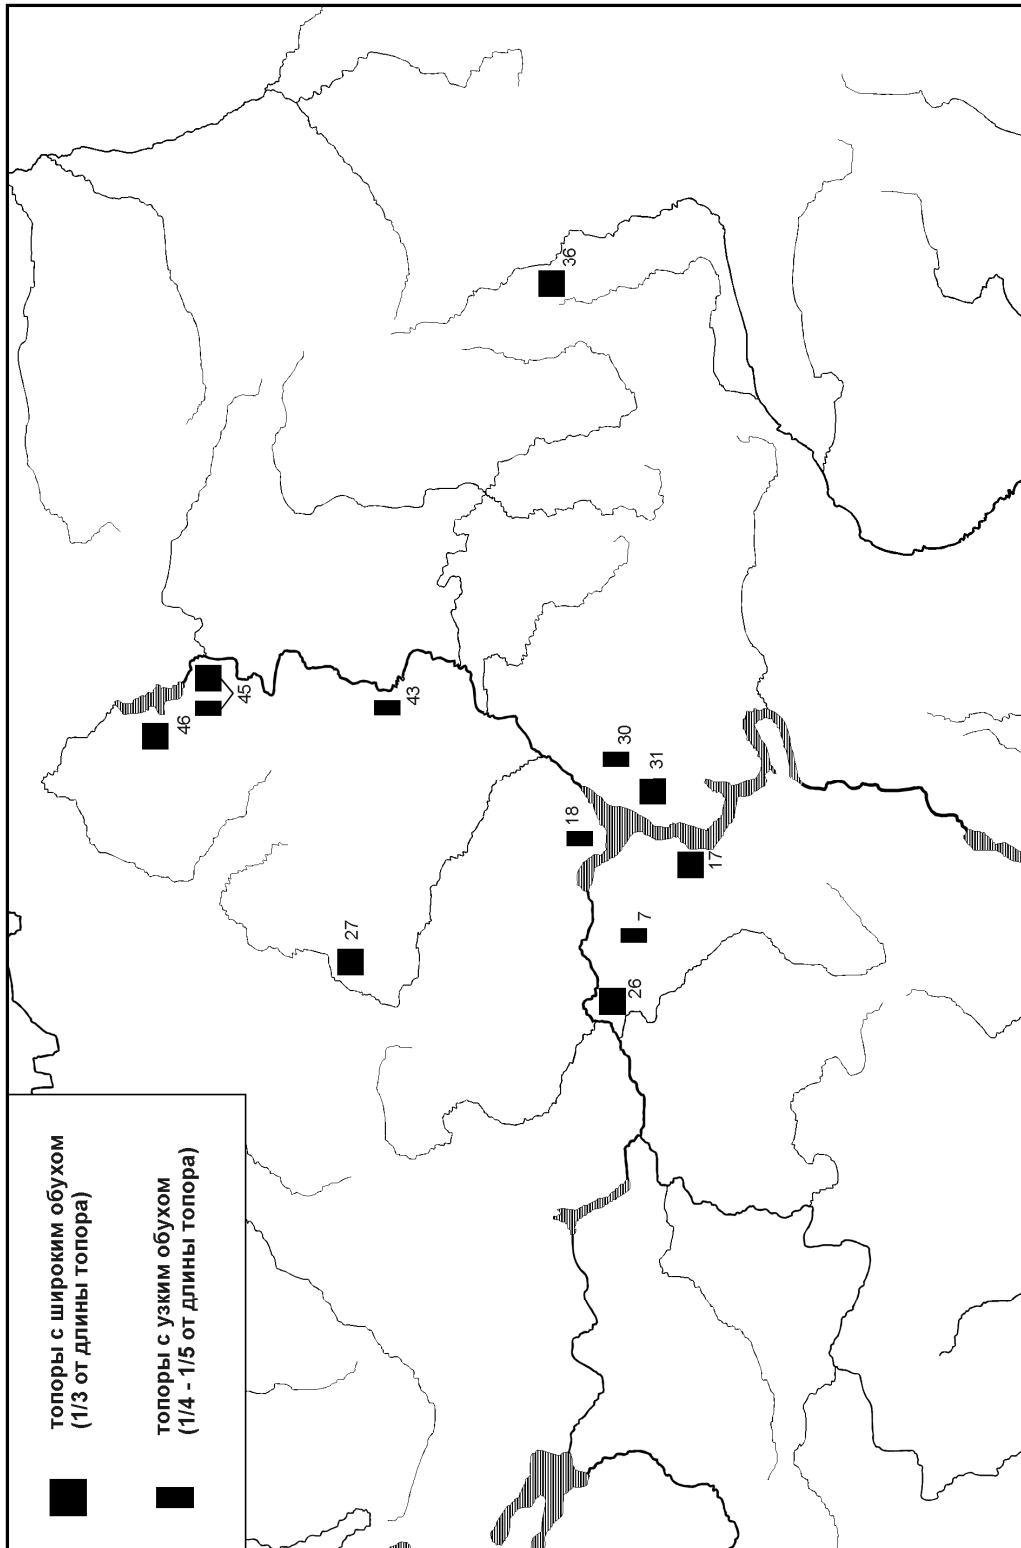 топоры с широким обухом
(1/3 от длины топора)
топоры с узким обухом
(1/4 - 1/5 от длины топора)
46
45
43
27
18
30
31
17
7
26
36